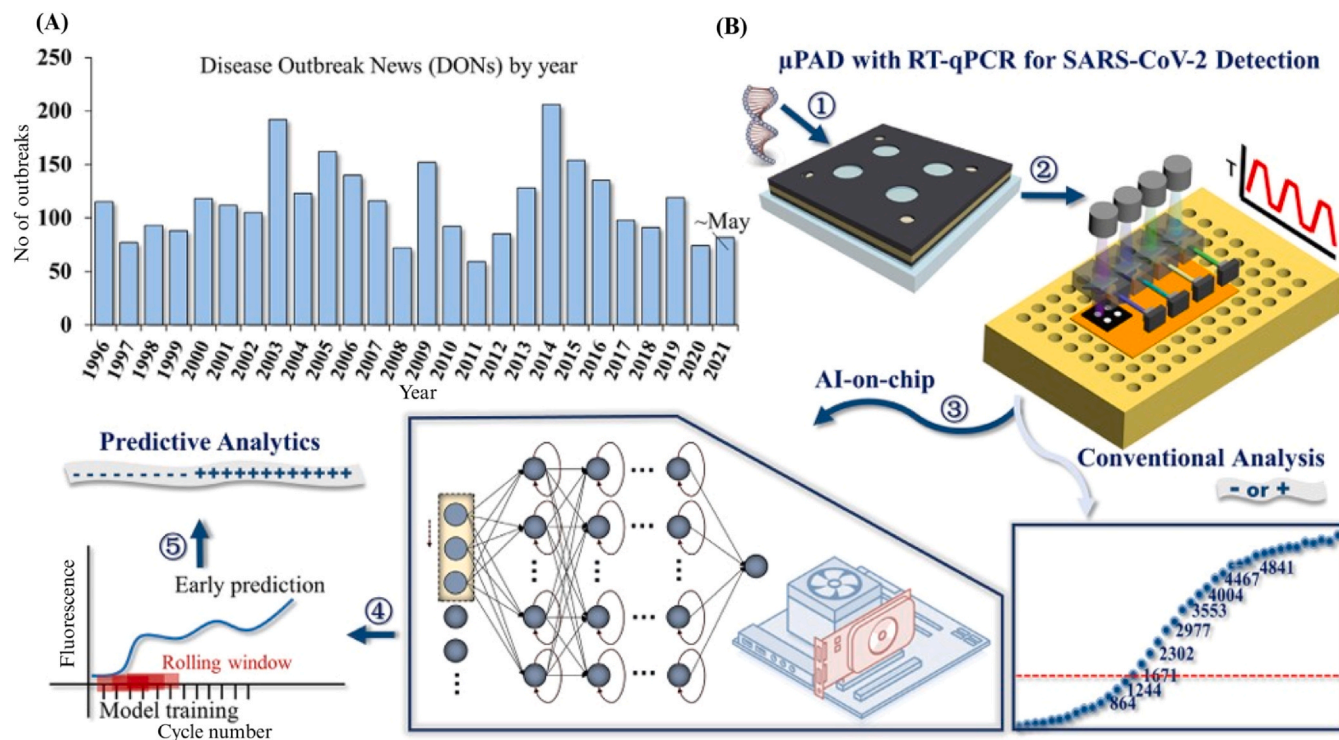 (A)
Disease Outbreak News (DONs) by year
No of outbreaks
250
200
150
100
50
0
~May
1996
1997
1998
1999
2000
2001
2002
2003
2004
2005
2006
2007
2008
2009
2010
2011
2012
2013
2014
2015
2016
2017
2018
2019
2020
2021
Year
(B)
μPAD with RT-qPCR for SARS-CoV-2 Detection
①
②
T
AI-on-chip
③
Conventional Analysis
- or +
4841
4467
4004
3553
2977
2302
1671
1244
864
④
Predictive Analytics
- - - - - - - - - - +++++++++++
⑤
Fluorescence
Early prediction
Rolling window
Model training
Cycle number